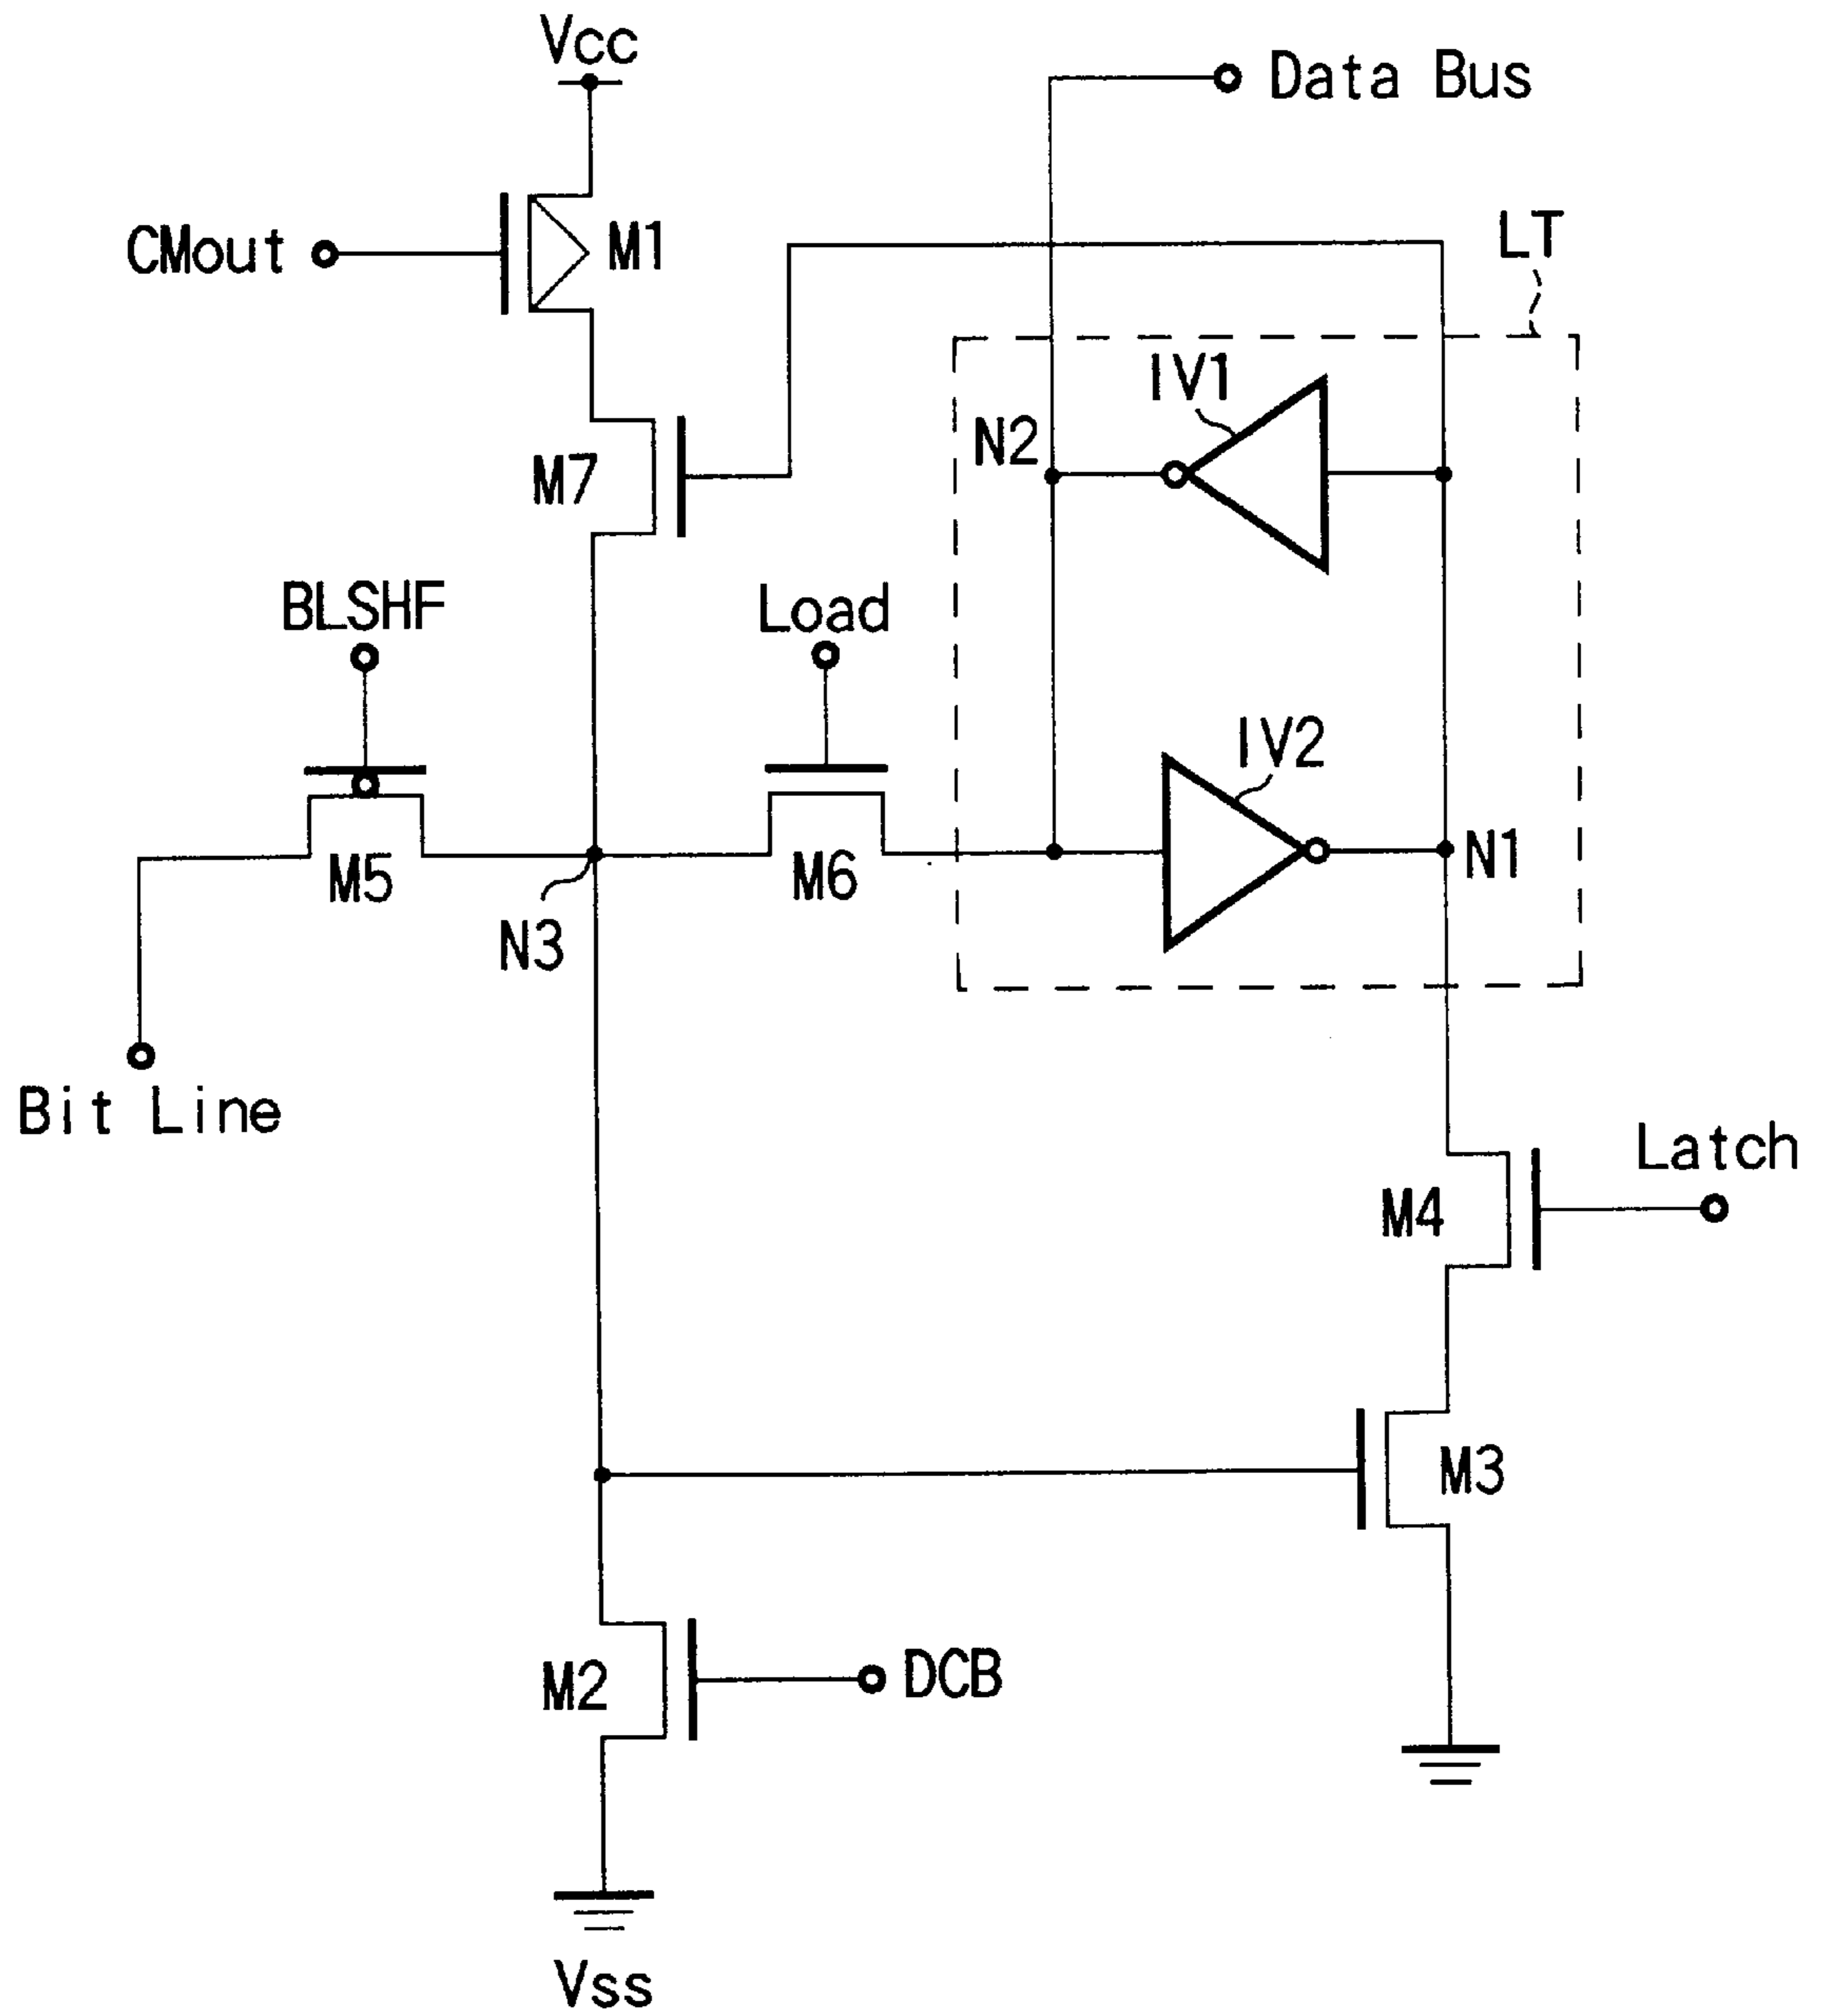 Vcc
Data Bus
CMout
M1
LT
IV1
N2
M7
BLSHF
Load
IV2
M5
M6
N1
N3
Bit Line
Latch
M4
M3
M2
DCB
Vss